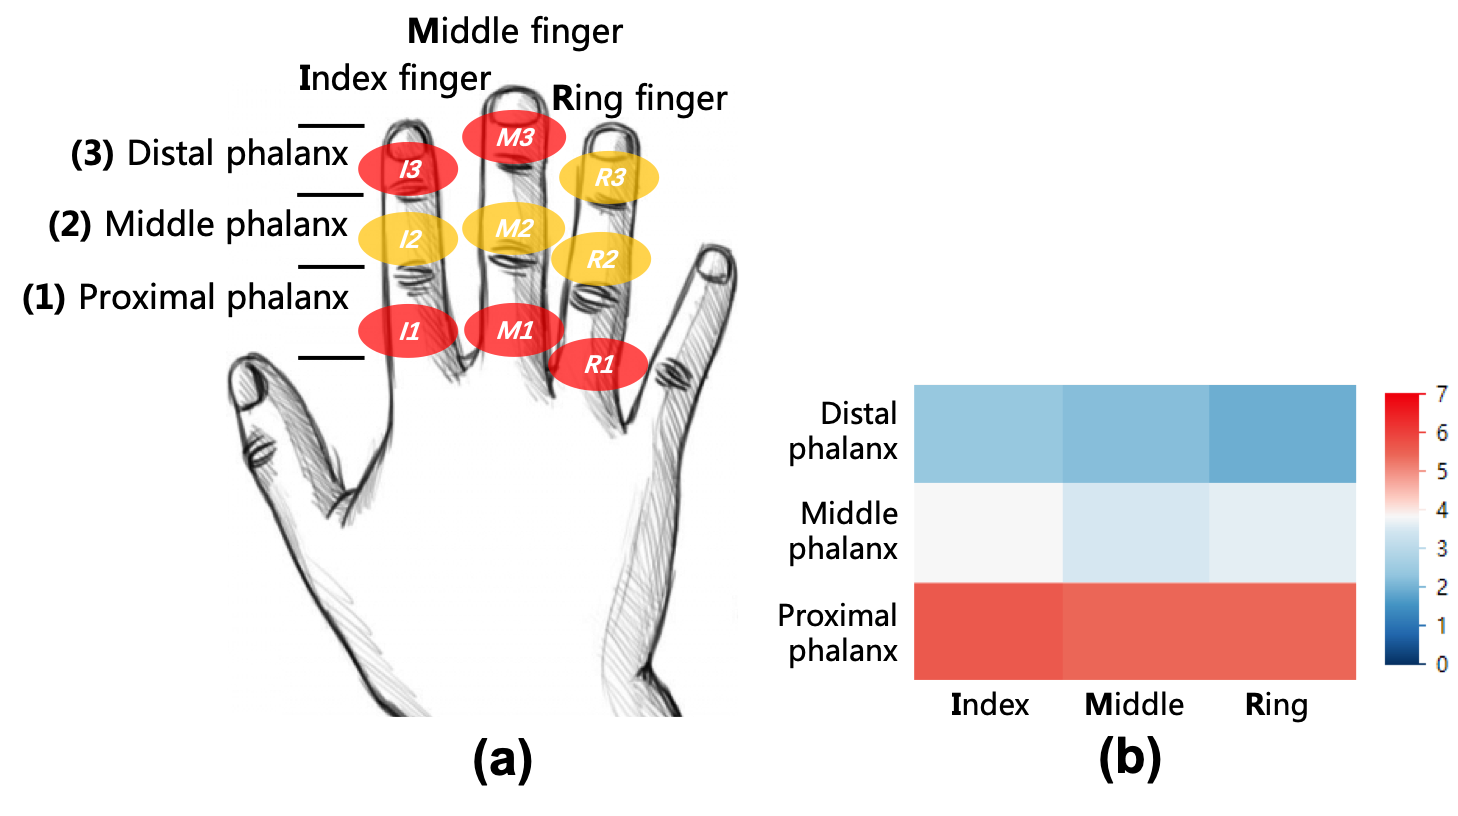 Middle finger
Index finger
Ring finger
(3) Distal phalanx
(2) Middle phalanx
(1) Proximal phalanx
M3
I3
R3
I2
M2
R2
I1
M1
R1
(a)
Distal
phalanx
Middle
phalanx
Proximal
phalanx
Index Middle Ring
7
6
5
4
3
2
1
0
(b)